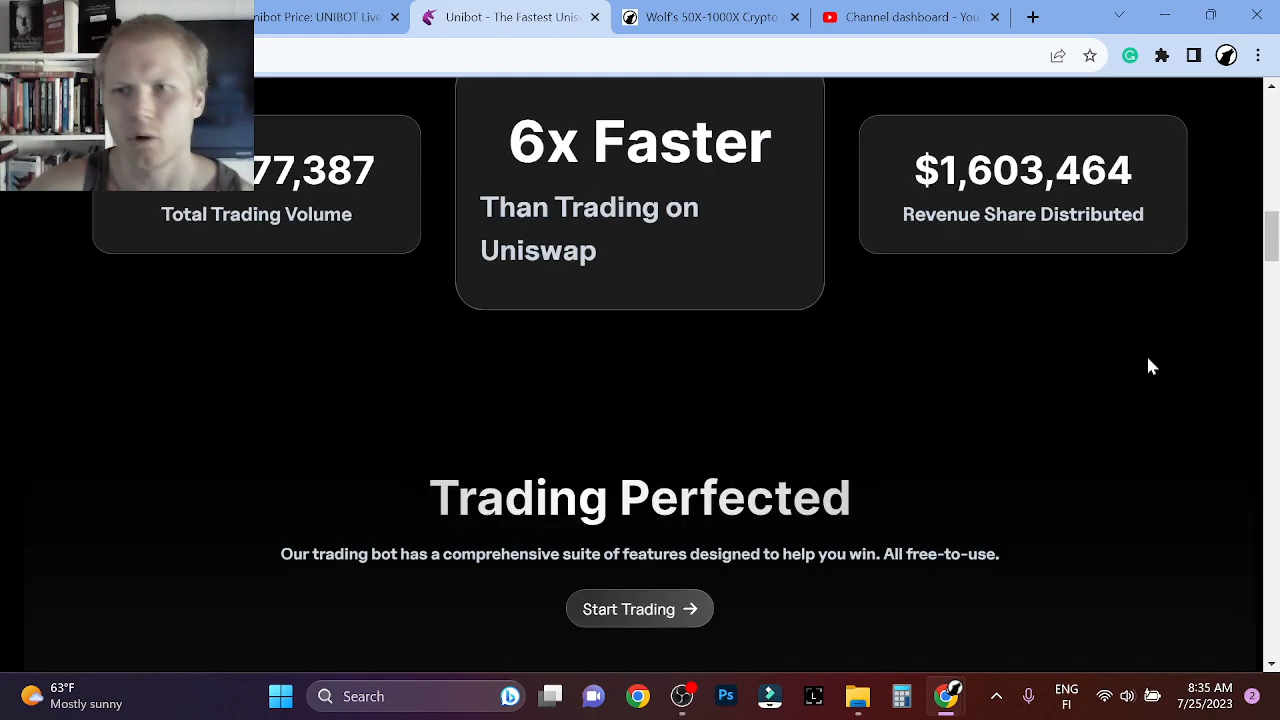 nibot Price: UNIBOT Live
Unibot
Wolf's 50X-1000X Crypto
Channel dashboard - You
77,387
Total Trading Volume
6x Faster
Than Trading on
Uniswap
$1,603,464
Revenue Share Distributed
Trading Perfected
Our trading bot has a comprehensive suite of features designed to help you win. All free-to-use.
Start Trading →
63°F
Mostly sunny
Search
Ps
L
ENG
FI
8:35 AM
7/25/2023
2